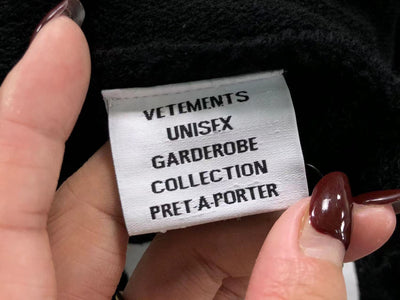 VETEMENTS
UNISEX
GARDEROBE
COLLECTION
PRET-A-PORTER